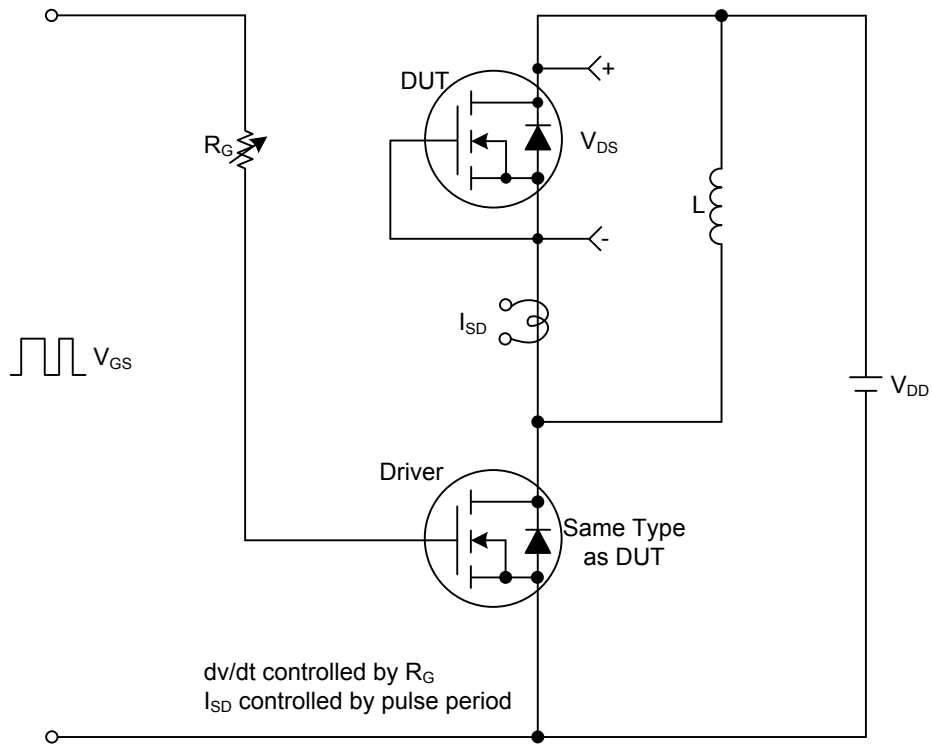 DUT
+
R_G
V_DS
L
-
I_SD
V_GS
V_DD
Driver
Same Type
as DUT
dv/dt controlled by R_G
I_SD controlled by pulse period